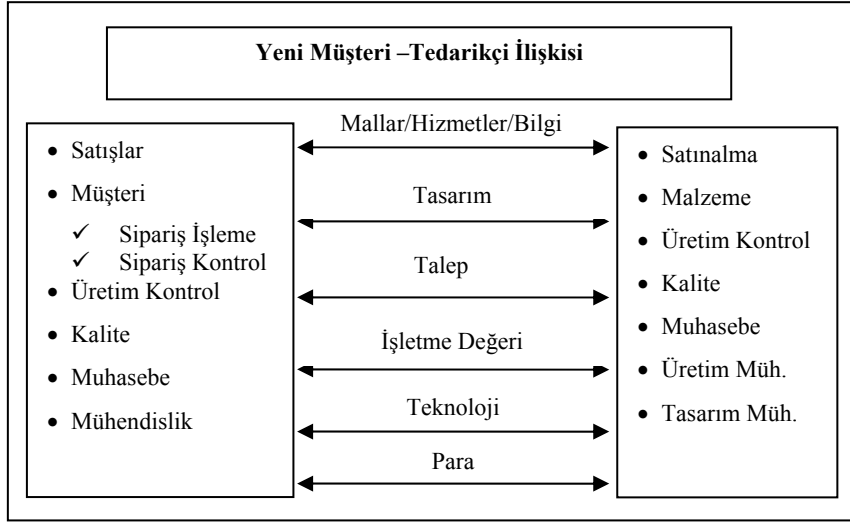 Yeni Müşteri –Tedarikçi İlişkisi
• Satışlar
• Müşteri
✓ Sipariş İşleme
✓ Sipariş Kontrol
• Üretim Kontrol
• Kalite
• Muhasebe
• Mühendislik
Mallar/Hizmetler/Bilgi
Tasarım
Talep
İşletme Değeri
Teknoloji
Para
• Satınalma
• Malzeme
• Üretim Kontrol
• Kalite
• Muhasebe
• Üretim Müh.
• Tasarım Müh.